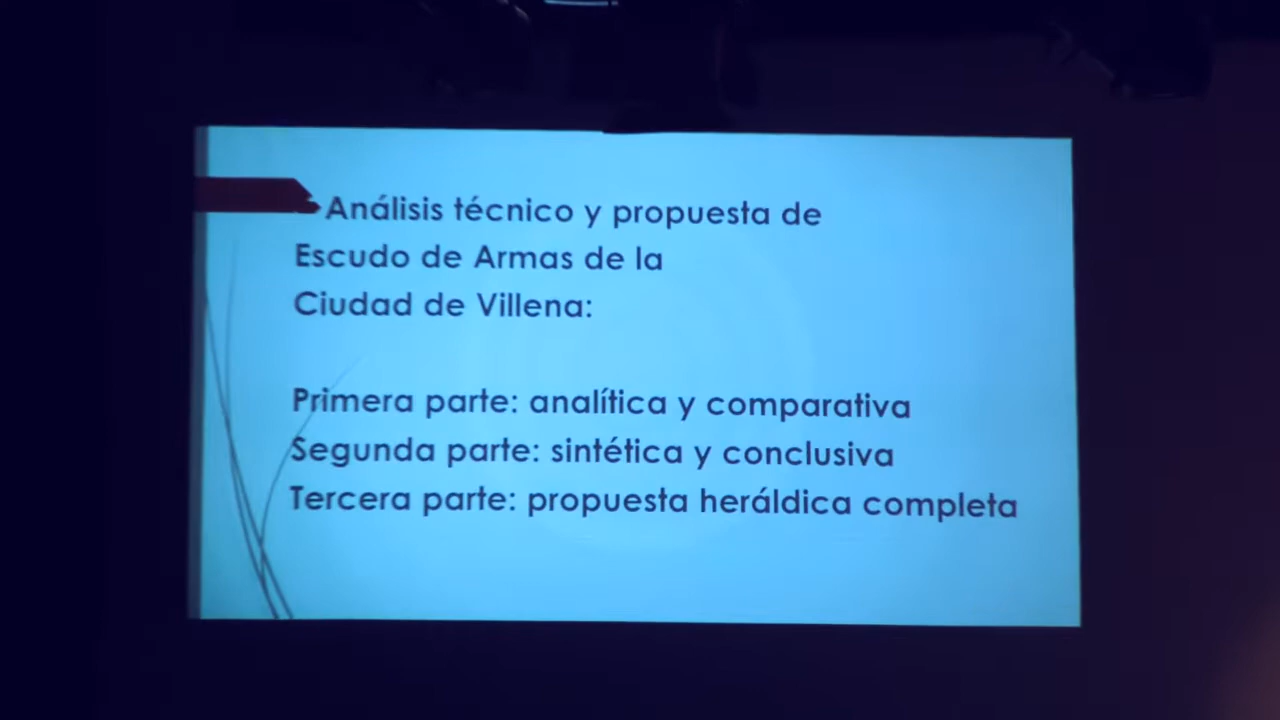 Análisis técnico y propuesta de
Escudo de Armas de la
Ciudad de Villena:
Primera parte: analítica y comparativa
Segunda parte: sintética y conclusiva
Tercera parte: propuesta heráldica completa